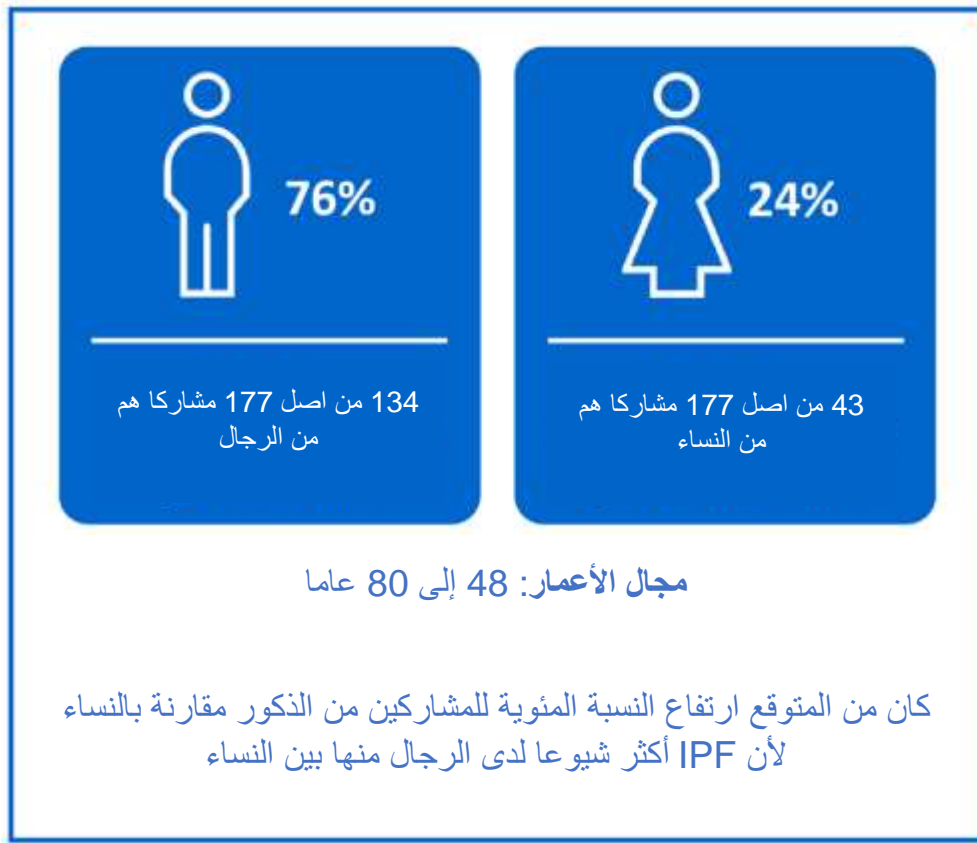 76%
134 من اصل 177 مشاركا هم
من الرجال
24%
43 من اصل 177 مشاركا هم
من النساء
مجال الأعمار: 48 إلى 80 عاما
كان من المتوقع ارتفاع النسبة المئوية للمشاركين من الذكور مقارنة بالنساء
لأن IPF أكثر شيوعا لدى الرجال منها بين النساء